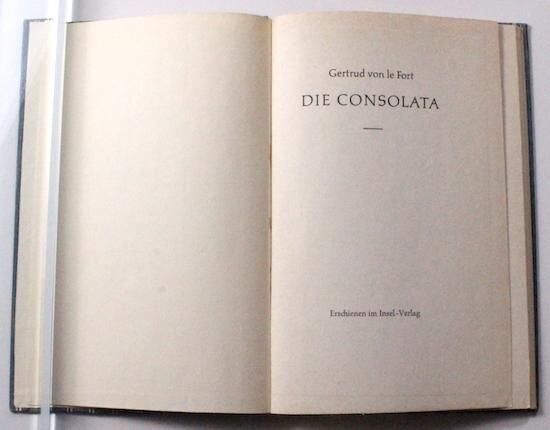 Gertrud von le Fort
DIE CONSOLATA
Erschienen im Insel-Verlag